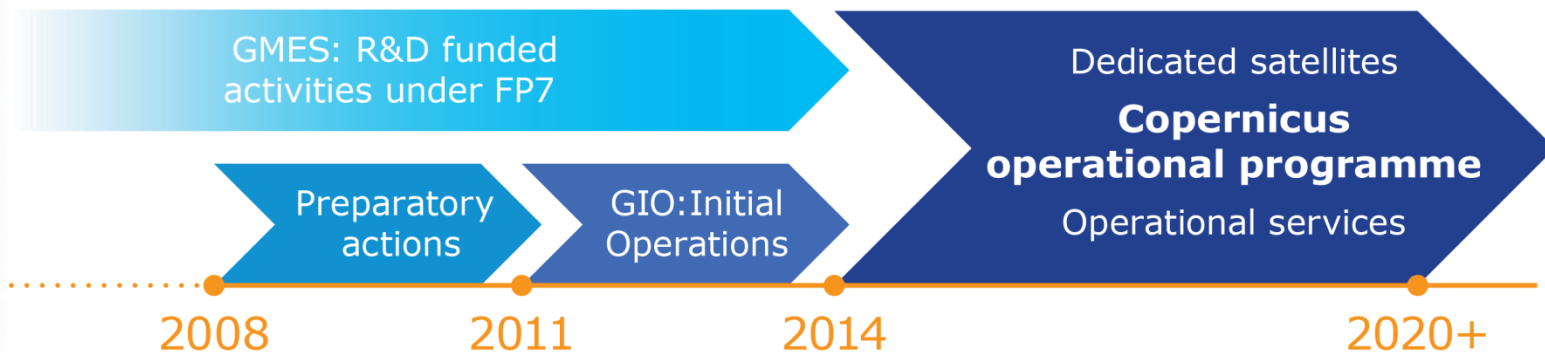 GMES: R&D funded
activities under FP7
Preparatory
actions
GIO:Initial
Operations
Dedicated satellites
Copernicus
operational programme
Operational services
2008
2011
2014
2020+